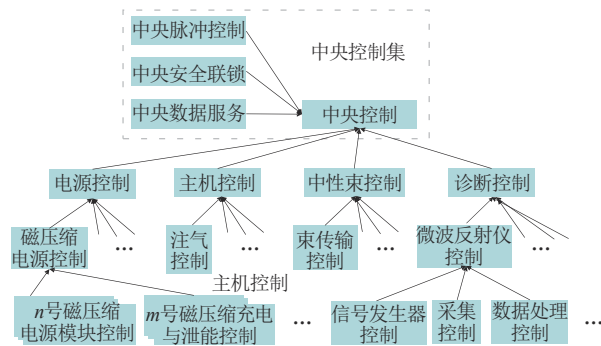 中央脉冲控制
中央控制集
中央安全联锁
中央数据服务
中央控制
电源控制
主机控制
中性束控制
诊断控制
磁压缩
电源控制
...
注气
控制
...
束传输
控制
...
微波反射仪
控制
...
主机控制
n号磁压缩
电源模块控制
m号磁压缩充电
与泄能控制
...
信号发生器
控制
采集
控制
数据处理
控制
...